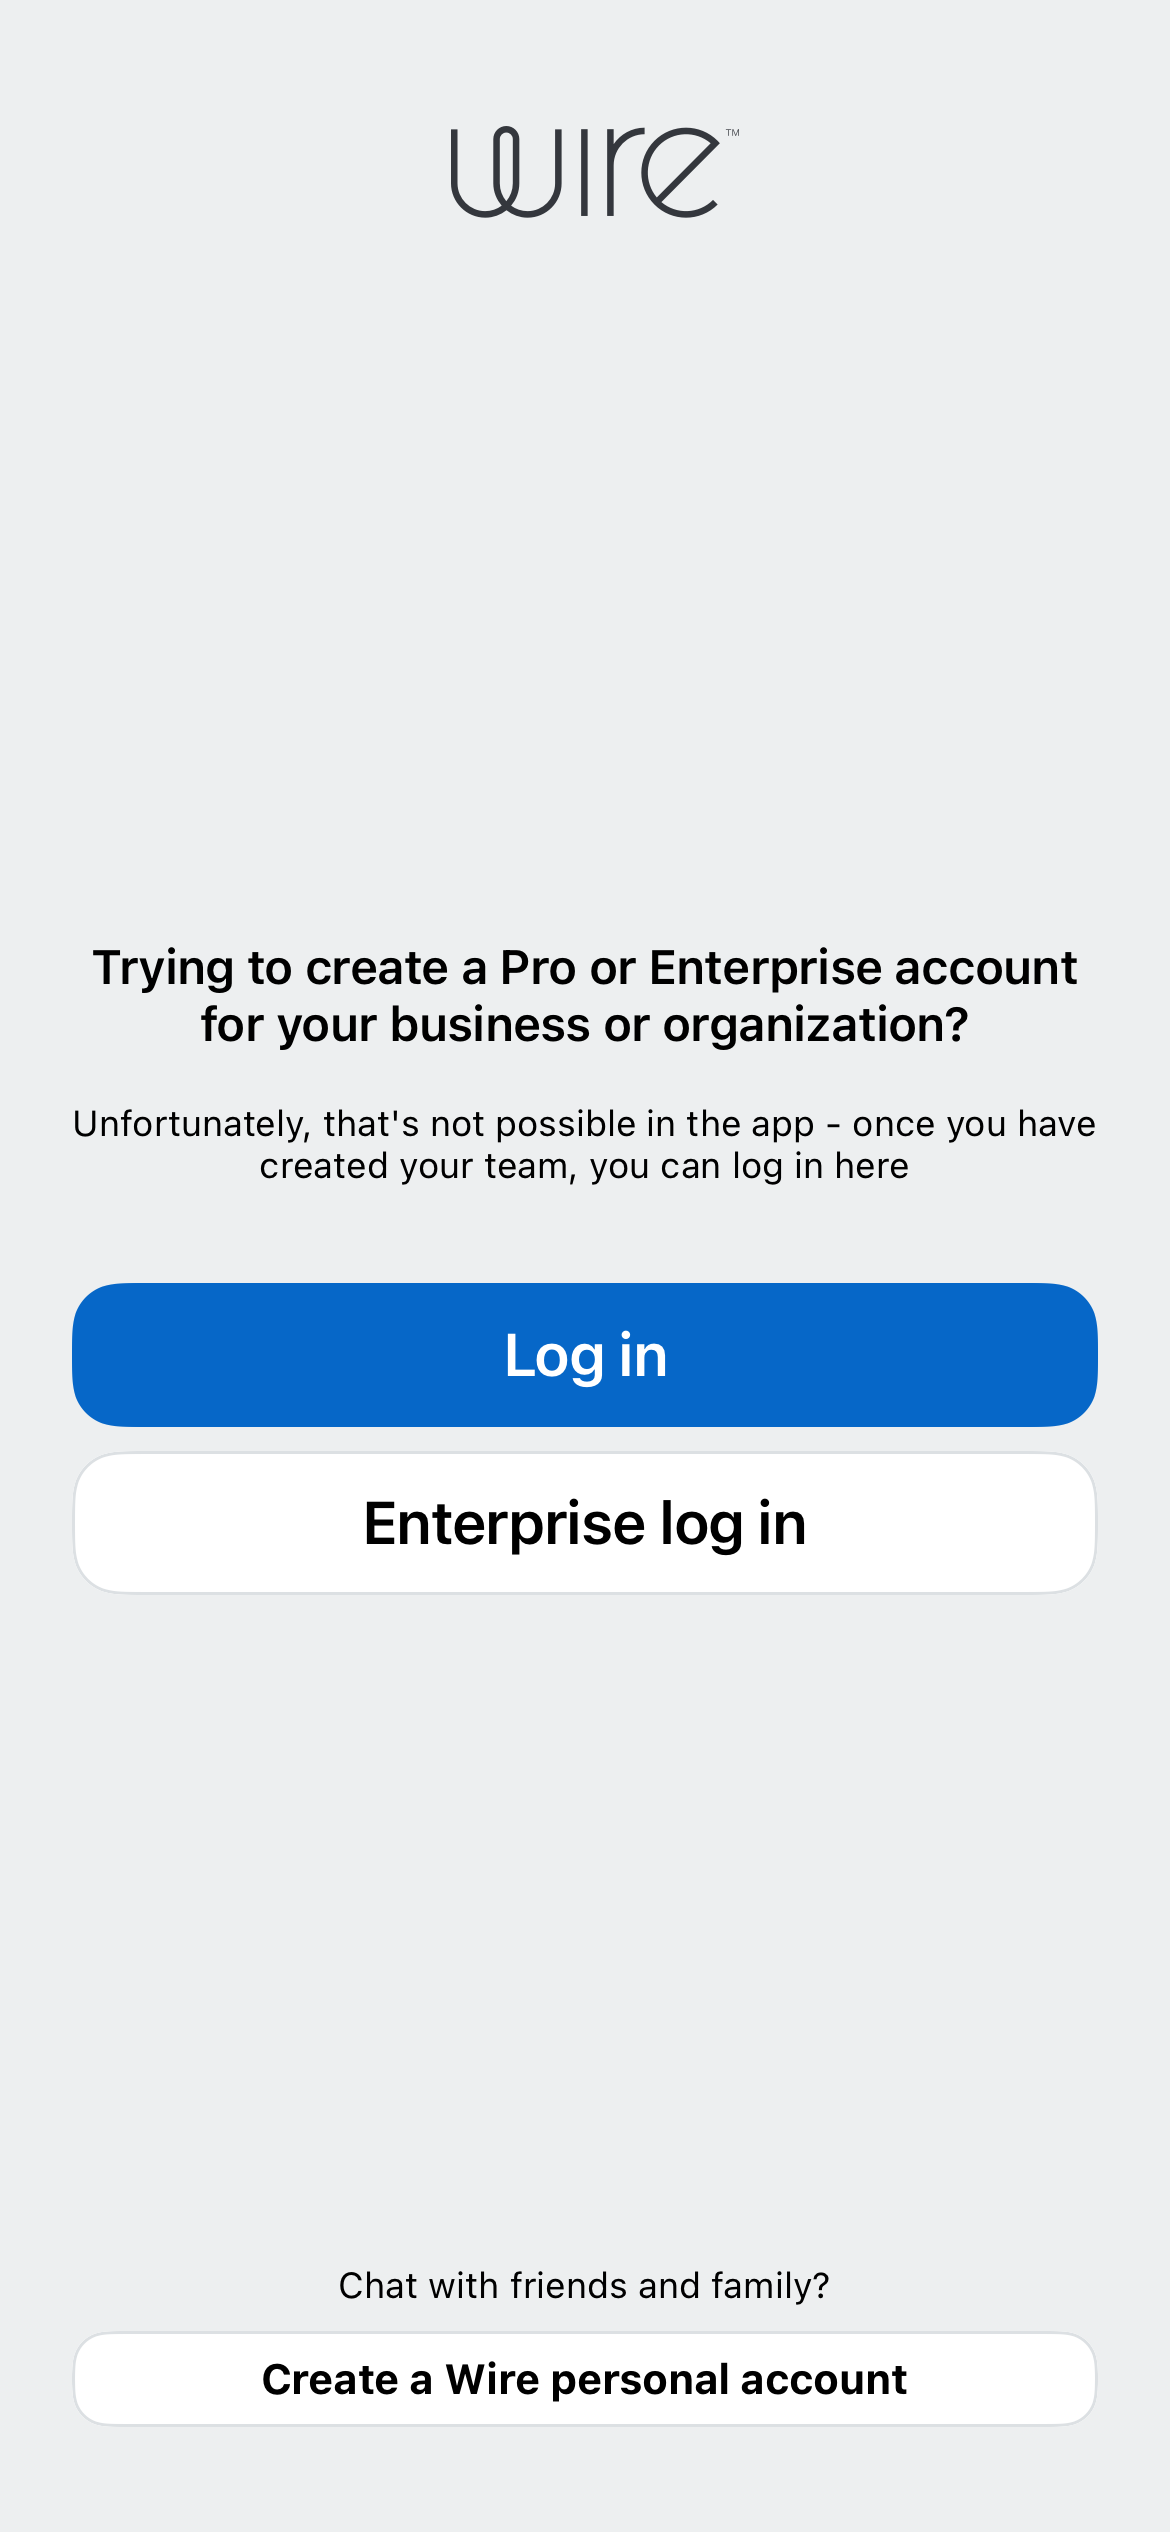 wire™
Trying to create a Pro or Enterprise account
for your business or organization?
Unfortunately, that's not possible in the app - once you have
created your team, you can log in here
Log in
Enterprise log in
Chat with friends and family?
Create a Wire personal account